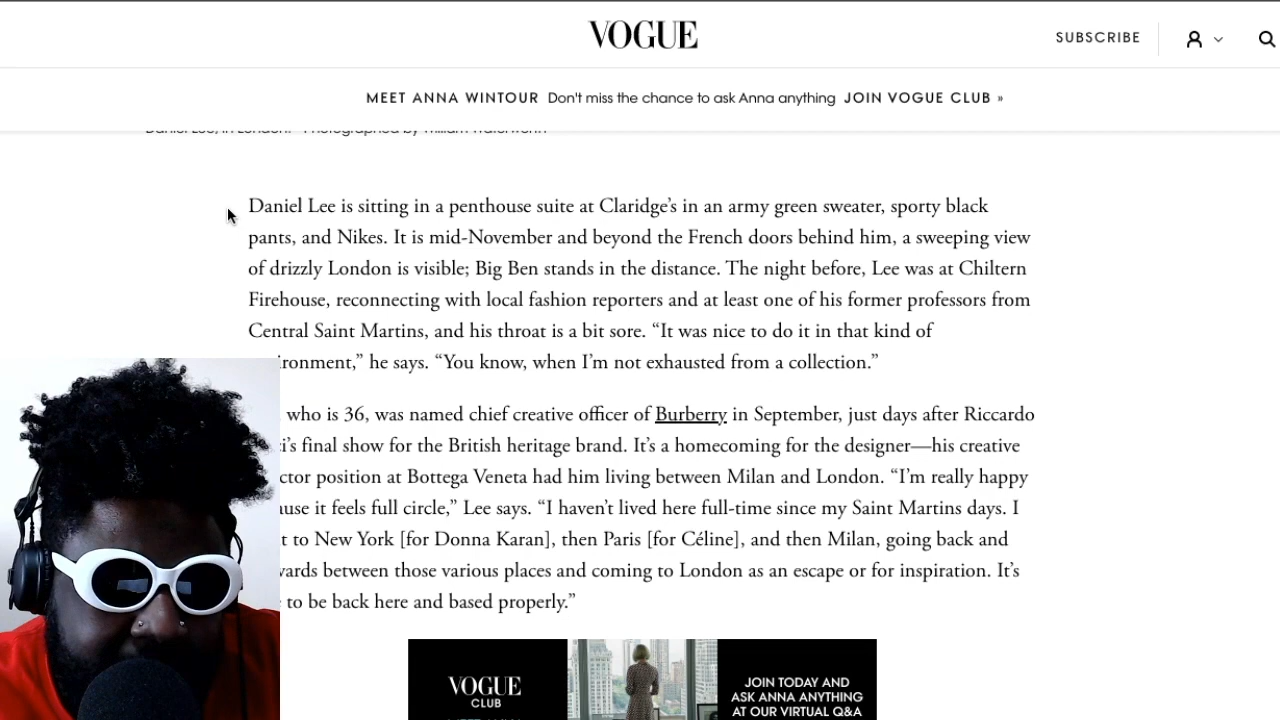 VOGUE
SUBSCRIBE
MEET ANNA WINTOUR Don't miss the chance to ask Anna anything JOIN VOGUE CLUB »
Daniel Lee, in London. Photographed by William Waterworth
Daniel Lee is sitting in a penthouse suite at Claridge’s in an army green sweater, sporty black
pants, and Nikes. It is mid-November and beyond the French doors behind him, a sweeping view
of drizzly London is visible; Big Ben stands in the distance. The night before, Lee was at Chiltern
Firehouse, reconnecting with local fashion reporters and at least one of his former professors from
Central Saint Martins, and his throat is a bit sore. “It was nice to do it in that kind of
ironment,” he says. “You know, when I’m not exhausted from a collection.”
who is 36, was named chief creative officer of Burberry in September, just days after Riccardo
i’s final show for the British heritage brand. It’s a homecoming for the designer—his creative
ctor position at Bottega Veneta had him living between Milan and London. “I’m really happy
use it feels full circle,” Lee says. “I haven’t lived here full-time since my Saint Martins days. I
t to New York [for Donna Karan], then Paris [for Céline], and then Milan, going back and
wards between those various places and coming to London as an escape or for inspiration. It’s
to be back here and based properly.”
VOGUE
CLUB
JOIN TODAY AND
ASK ANNA ANYTHING
AT OUR VIRTUAL Q&A